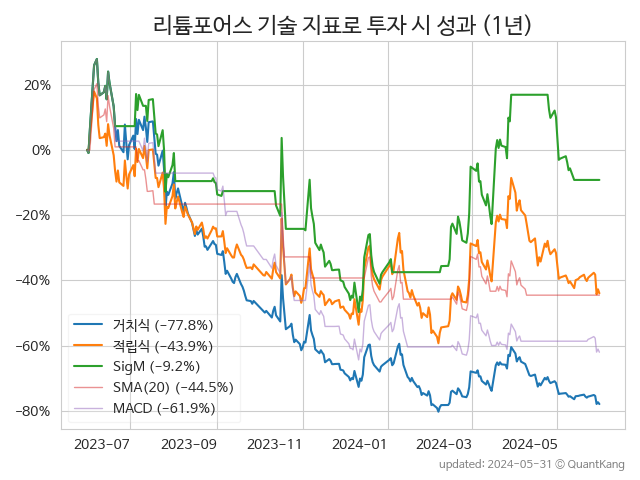 리튬포어스 기술 지표로 투자 시 성과 (1년)
20%
0%
−20%
−40%
−60%
−80%
거치식 (−77.8%)
적립식 (−43.9%)
SigM (−9.2%)
SMA(20) (−44.5%)
MACD (−61.9%)
2023-07 2023-09 2023-11 2024-01 2024-03 2024-05
updated: 2024-05-31 © QuantKang